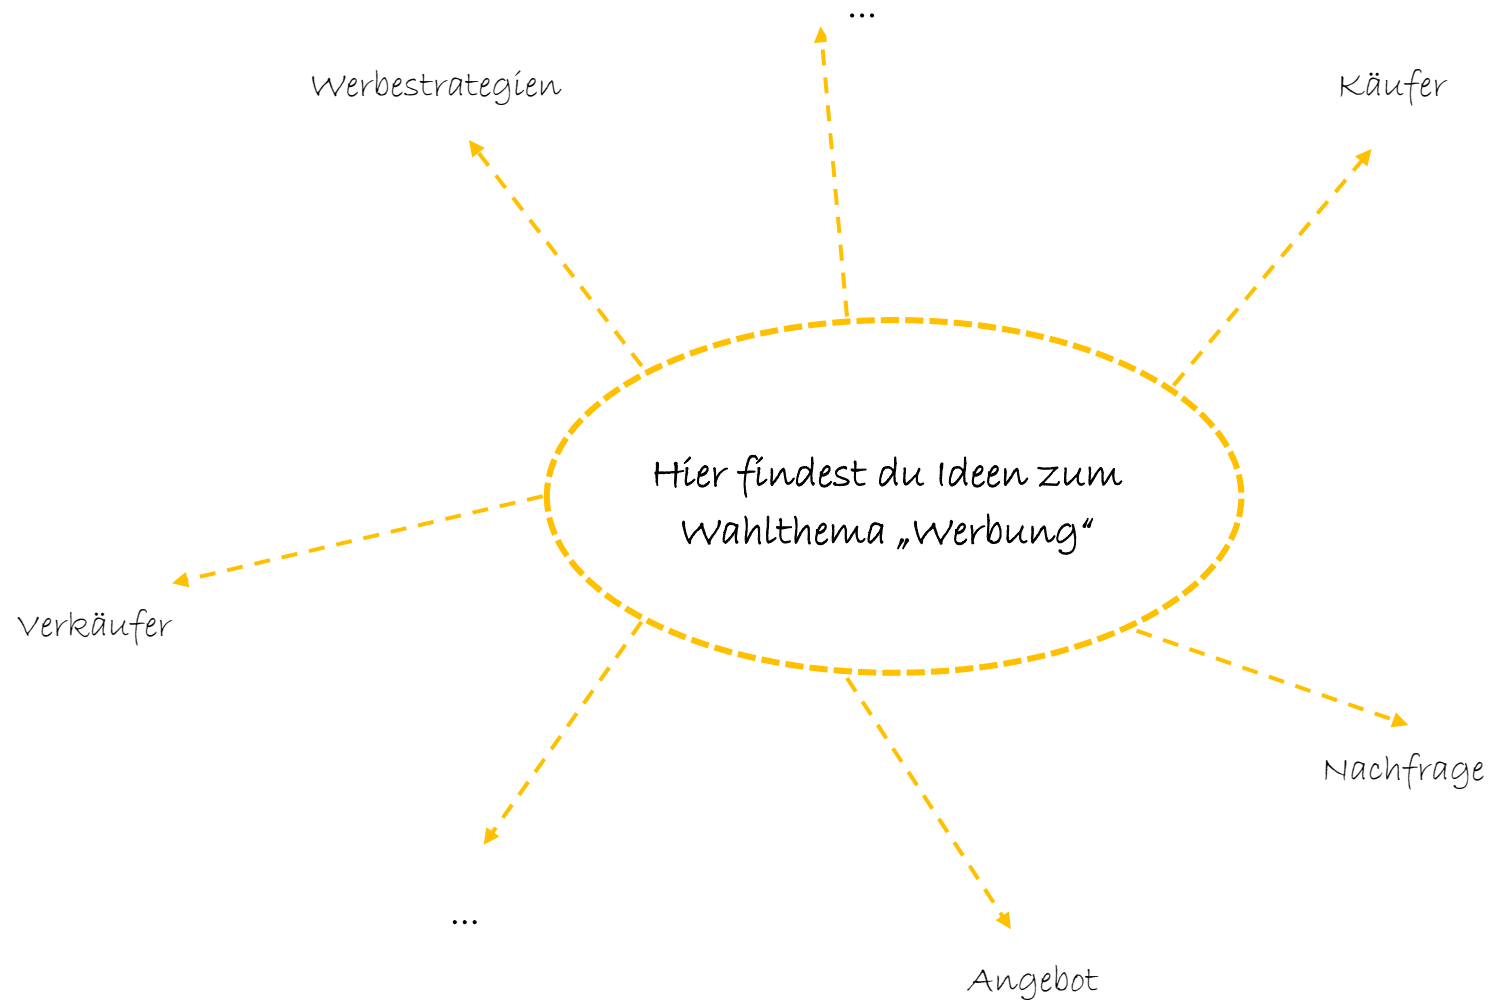 ...
Werbestrategien
Käufer
Hier findest du Ideen zum
Wahlthema „Werbung“
Verkäufer
Nachfrage
...
Angebot